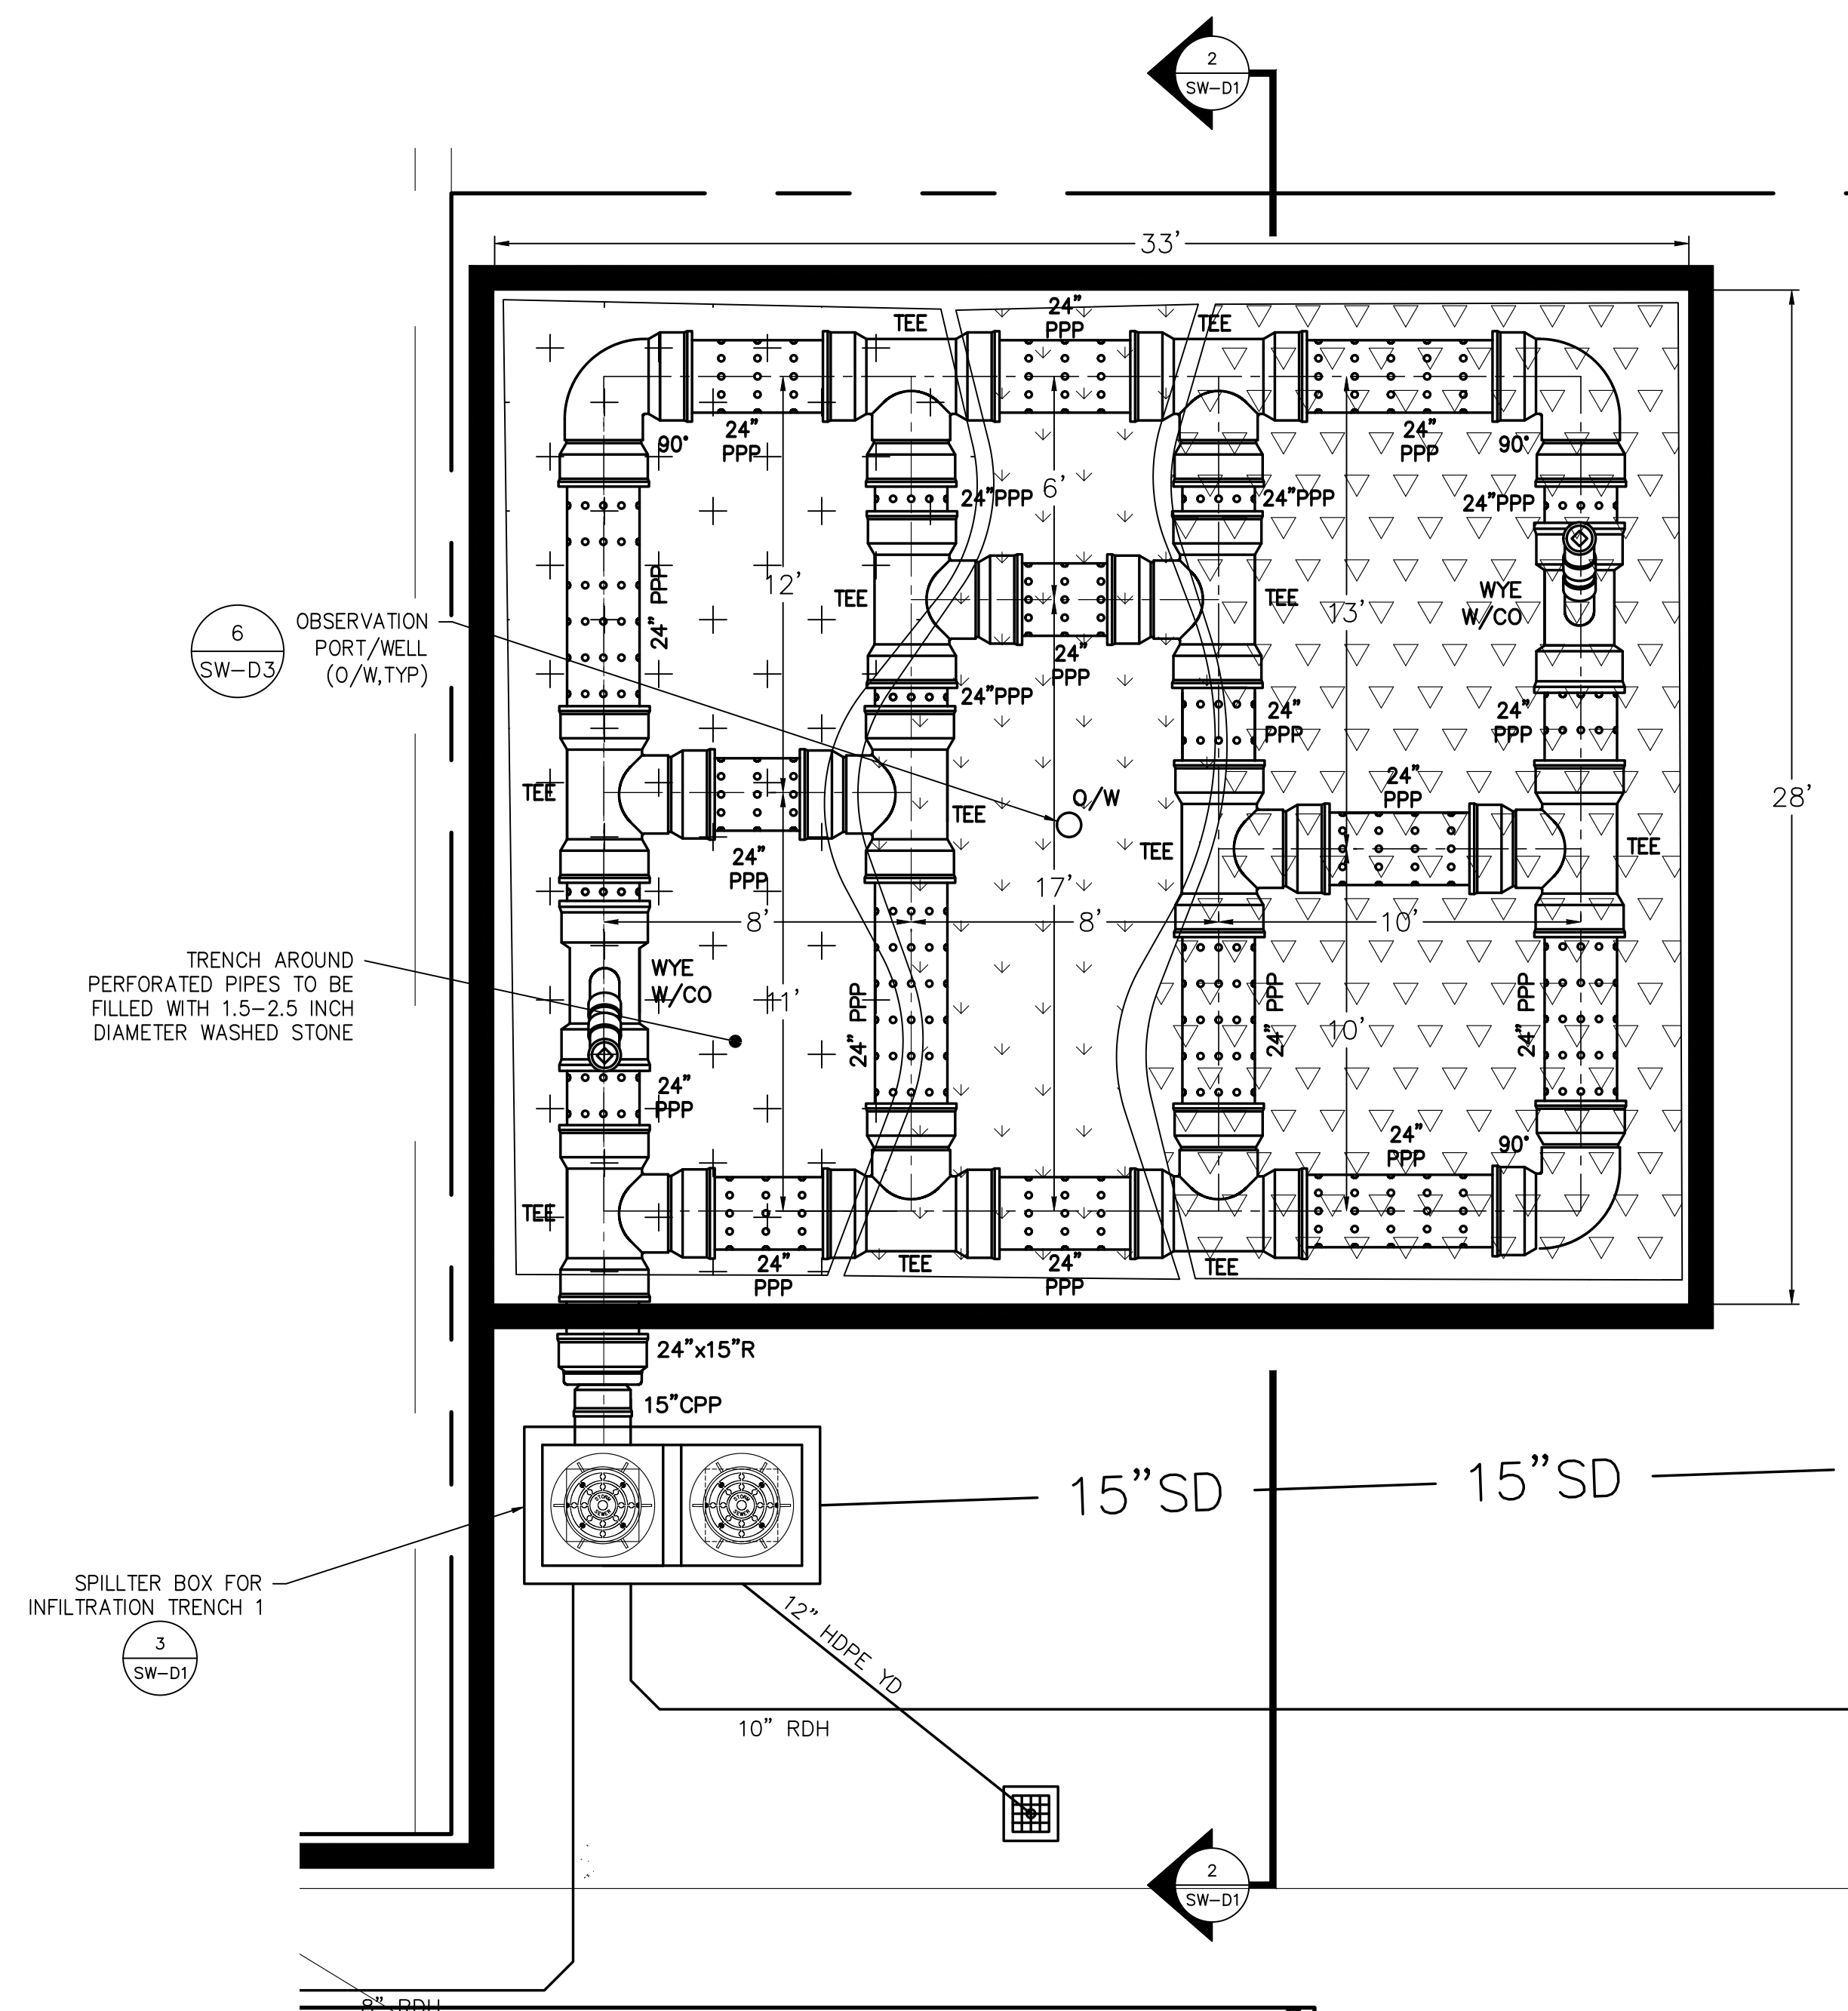 2
SW-D1
33'
24"
PPP
TEE
TEE
90°
24"
PPP
24"
PPP
90°
24"PPP
6'
24"PPP
24"PPP
24" PPP
12'
TEE
TEE
WYE
W/CO
13'
6
SW-D3
OBSERVATION
PORT/WELL
(O/W,TYP)
24"
PPP
24"PPP
24"
PPP
24"
PPP
TEE
O/W
24"
PPP
28'
TEE
TEE
TEE
24"
PPP
17'
8'
8'
10'
TRENCH AROUND
PERFORATED PIPES TO BE
FILLED WITH 1.5-2.5 INCH
DIAMETER WASHED STONE
WYE
W/CO
11'
24" PPP
24" PPP
10'
24" PPP
24"
PPP
24"
PPP
90°
TEE
24"
PPP
TEE
24"
PPP
TEE
24"x15"R
15"CPP
15"SD
15"SD
STORM
SEWER
STORM
SEWER
SPILLTER BOX FOR
INFILTRATION TRENCH 1
3
SW-D1
12" HDPE YD
10" RDH
2
SW-D1
8" RDH